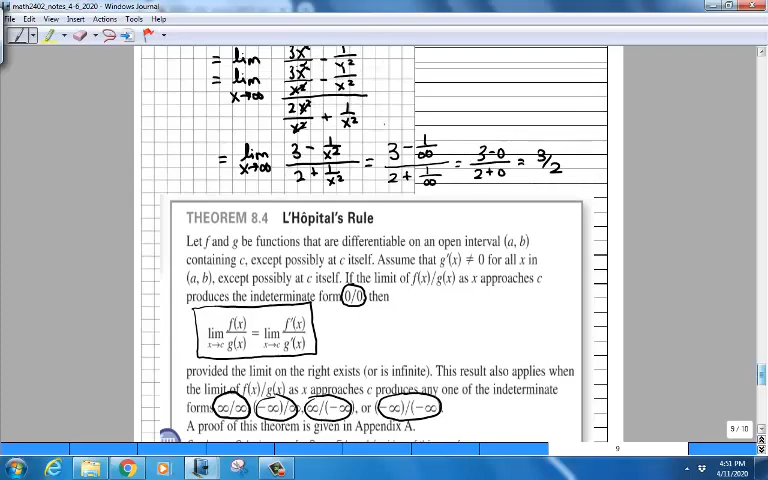 math2402_notes_4-6_2020 - Windows Journal
File Edit View Insert Actions Tools Help
= lim 3x² - 1/x²
= lim x→∞ (3x²/x² - 1/x²)/(2x²/x² + 1/x²)
= lim x→∞ (3 - 1/x²)/(2 + 1/x²) = (3 - 1/∞)/(2 + 1/∞) = (3-0)/(2+0) = 3/2
THEOREM 8.4 L'Hôpital's Rule
Let f and g be functions that are differentiable on an open interval (a, b)
containing c, except possibly at c itself. Assume that g'(x) ≠ 0 for all x in
(a, b), except possibly at c itself. If the limit of f(x)/g(x) as x approaches c
produces the indeterminate form 0/0, then
lim x→c f(x)/g(x) = lim x→c f'(x)/g'(x)
provided the limit on the right exists (or is infinite). This result also applies when
the limit of f(x)/g(x) as x approaches c produces any one of the indeterminate
forms ∞/∞, (-∞)/∞, ∞/(-∞), or (-∞)/(-∞).
A proof of this theorem is given in Appendix A.
9 / 10
9
4:51 PM
4/11/2020